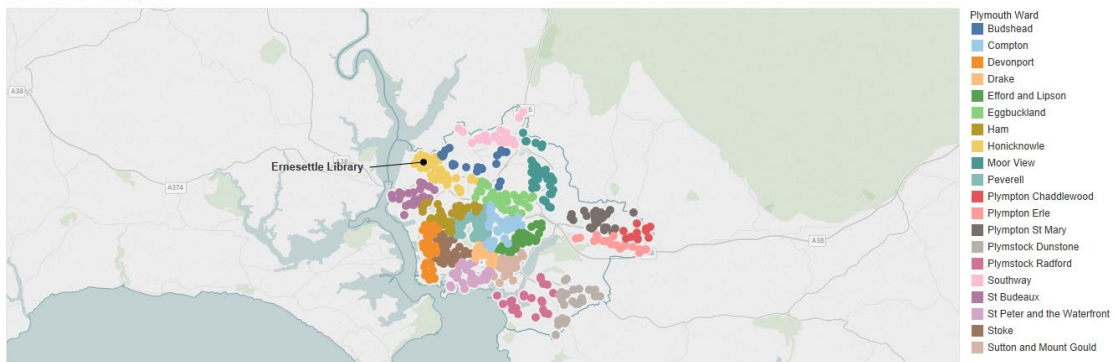 Plymouth Ward
Budshead
Compton
Devonport
Drake
Efford and Lipson
Eggbuckland
Ham
Honicknowle
Moor View
Peverell
Plympton Chaddlewood
Plympton Erle
Plympton St Mary
Plymstock Dunstone
Plymstock Radford
Southway
St Budeaux
St Peter and the Waterfront
Stoke
Sutton and Mount Gould
A38
A38
Ernesettle Library
A374
A38